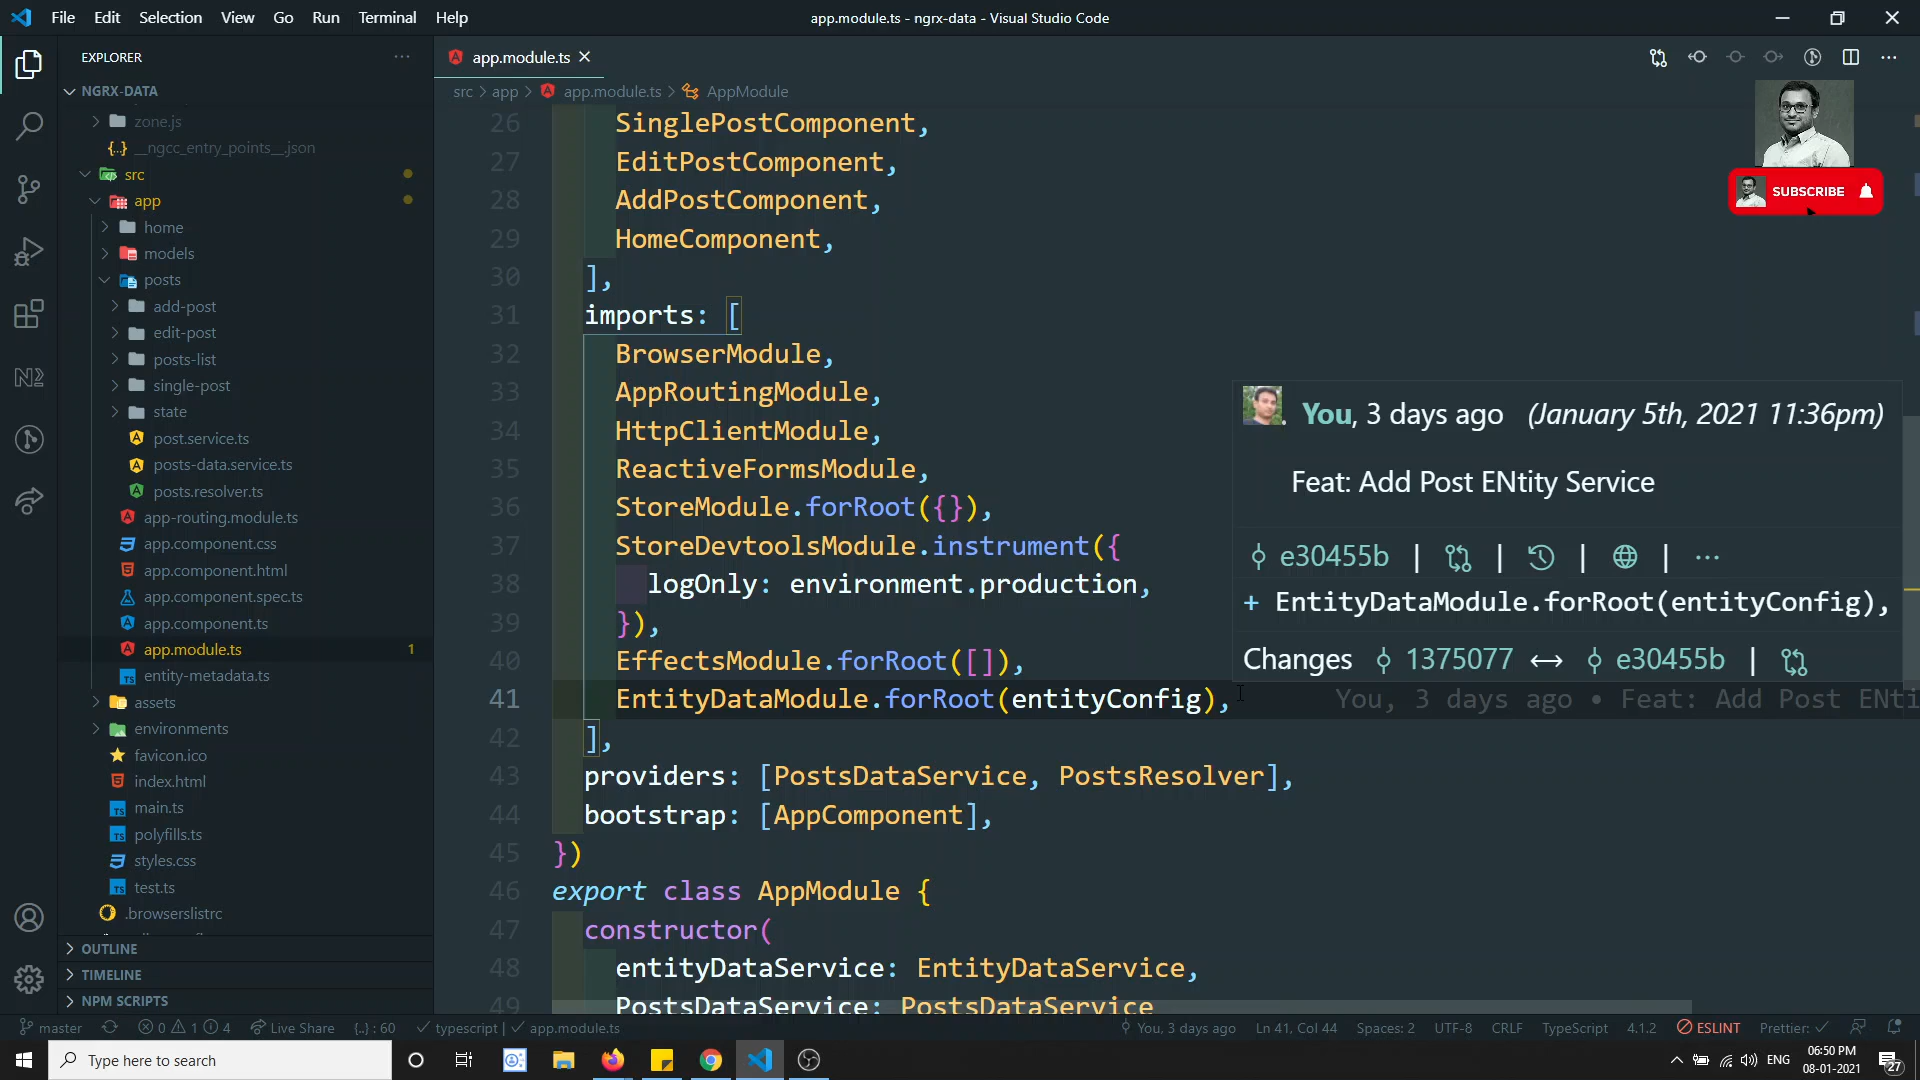 File Edit Selection View Go Run Terminal Help
app.module.ts - ngrx-data - Visual Studio Code
EXPLORER
app.module.ts
NGRX-DATA
zone.js
__ngcc_entry_points__.json
src
app
home
models
posts
add-post
edit-post
posts-list
single-post
state
post.service.ts
posts-data.service.ts
posts.resolver.ts
app-routing.module.ts
app.component.css
app.component.html
app.component.spec.ts
app.component.ts
app.module.ts 1
entity-metadata.ts
assets
environments
favicon.ico
index.html
main.ts
polyfills.ts
styles.css
test.ts
.browserslistrc
OUTLINE
TIMELINE
NPM SCRIPTS
src > app > app.module.ts > AppModule
26 SinglePostComponent,
27 EditPostComponent,
28 AddPostComponent,
29 HomeComponent,
30 ],
31 imports: [
32 BrowserModule,
33 AppRoutingModule,
34 HttpClientModule,
35 ReactiveFormsModule,
36 StoreModule.forRoot({}),
37 StoreDevtoolsModule.instrument({
38 logOnly: environment.production,
39 }),
40 EffectsModule.forRoot([]),
41 EntityDataModule.forRoot(entityConfig), You, 3 days ago • Feat: Add Post ENti
42 ],
43 providers: [PostsDataService, PostsResolver],
44 bootstrap: [AppComponent],
45 })
46 export class AppModule {
47 constructor(
48 entityDataService: EntityDataService,
49 PostsDataService: PostsDataService
SUBSCRIBE
You, 3 days ago (January 5th, 2021 11:36pm)
Feat: Add Post ENtity Service
e30455b | | | | ...
+ EntityDataModule.forRoot(entityConfig),
Changes 1375077 ↔ e30455b |
master 0 1 4 Live Share {..} : 60 typescript | app.module.ts You, 3 days ago Ln 41, Col 44 Spaces: 2 UTF-8 CRLF TypeScript 4.1.2 ESLINT Prettier: ✓
Type here to search
ENG
06:50 PM
08-01-2021
27